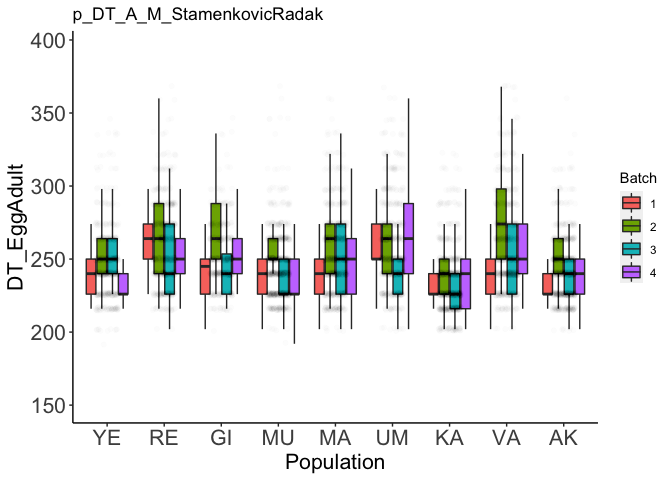 p_DT_A_M_StamenkovicRadak
400
350
300
250
200
150
DT_EggAdult
YE RE GI MU MA UM KA VA AK
Population
Batch
1
2
3
4